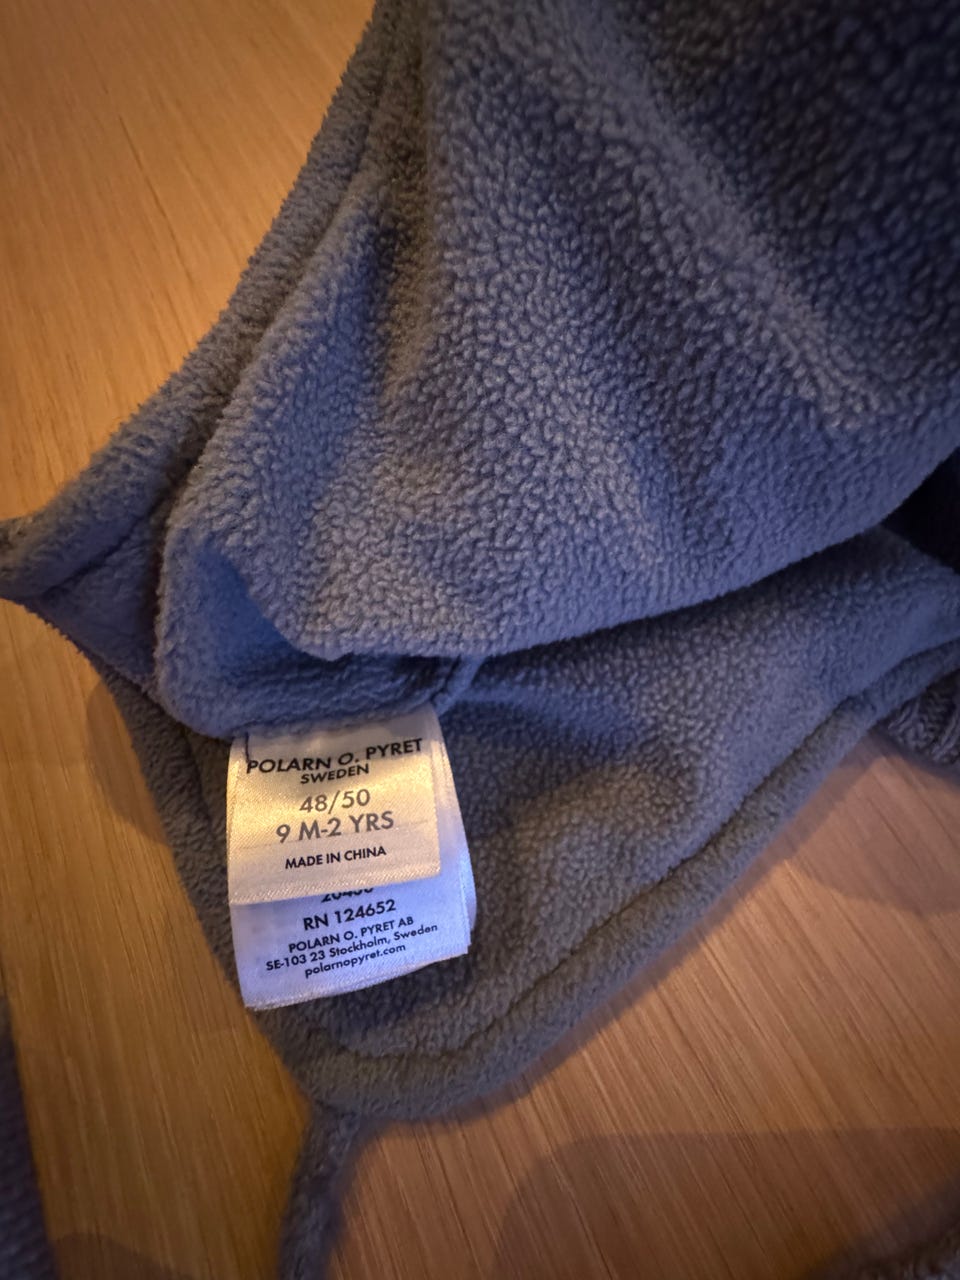 POLARN O. PYRET
SWEDEN
48/50
9 M-2 YRS
MADE IN CHINA
RN 124652
POLARN O. PYRET AB
SE-103 23 Stockholm, Sweden
polarnopyret.com